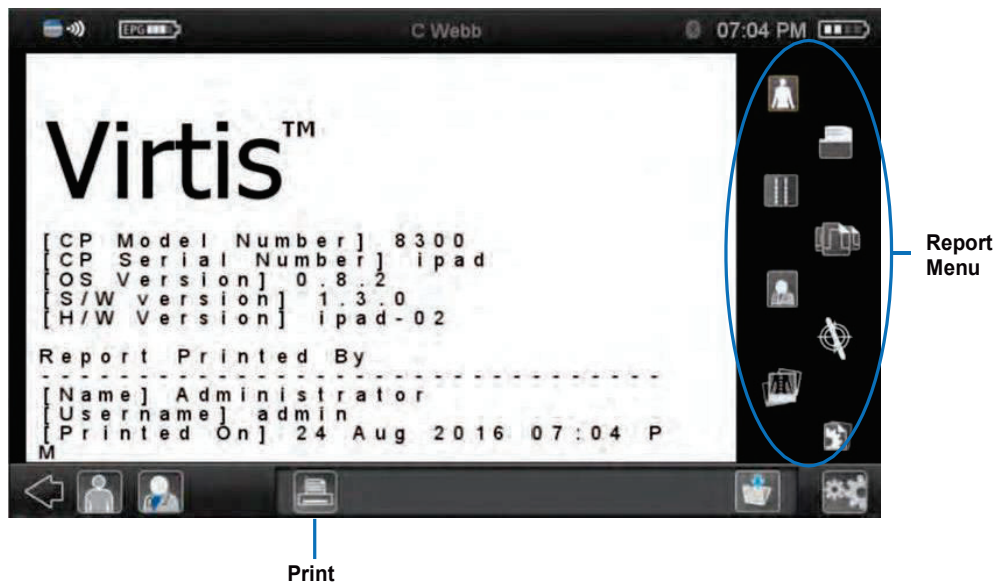 EPG C Webb 07:04 PM
Virtis™
[CP Model Number] 8300
[CP Serial Number] ipad
[OS Version] 0.8.2
[S/W version] 1.3.0
[H/W Version] ipad-02
Report Printed By
--------------------------------
[Name] Administrator
[Username] admin
[Printed On] 24 Aug 2016 07:04 P
M
Report
Menu
Print